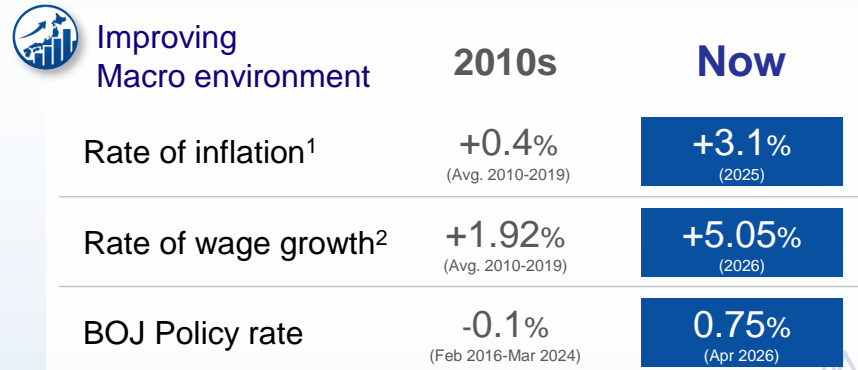 Improving
Macro environment
2010s
Now
Rate of inflation1
+0.4%
(Avg. 2010-2019)
+3.1%
(2025)
Rate of wage growth2
+1.92%
(Avg. 2010-2019)
+5.05%
(2026)
BOJ Policy rate
-0.1%
(Feb 2016-Mar 2024)
0.75%
(Apr 2026)